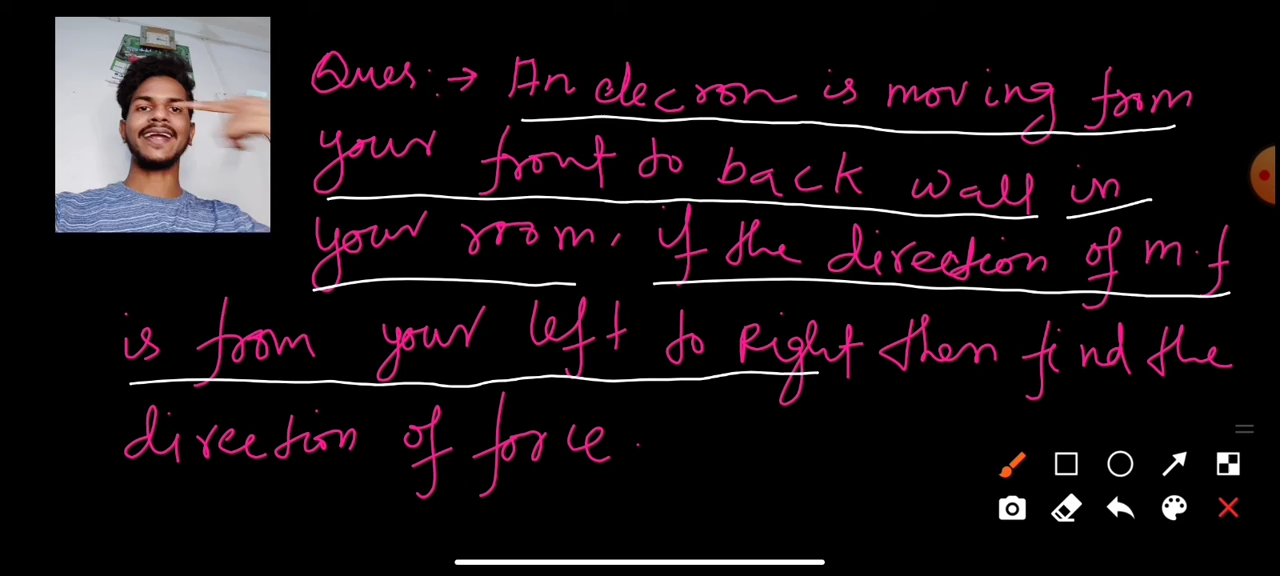 Ques:→ An elecron is moving from
your front to back wall in
your room, if the direction of m.f
is from your left to Right then find the
direction of force.